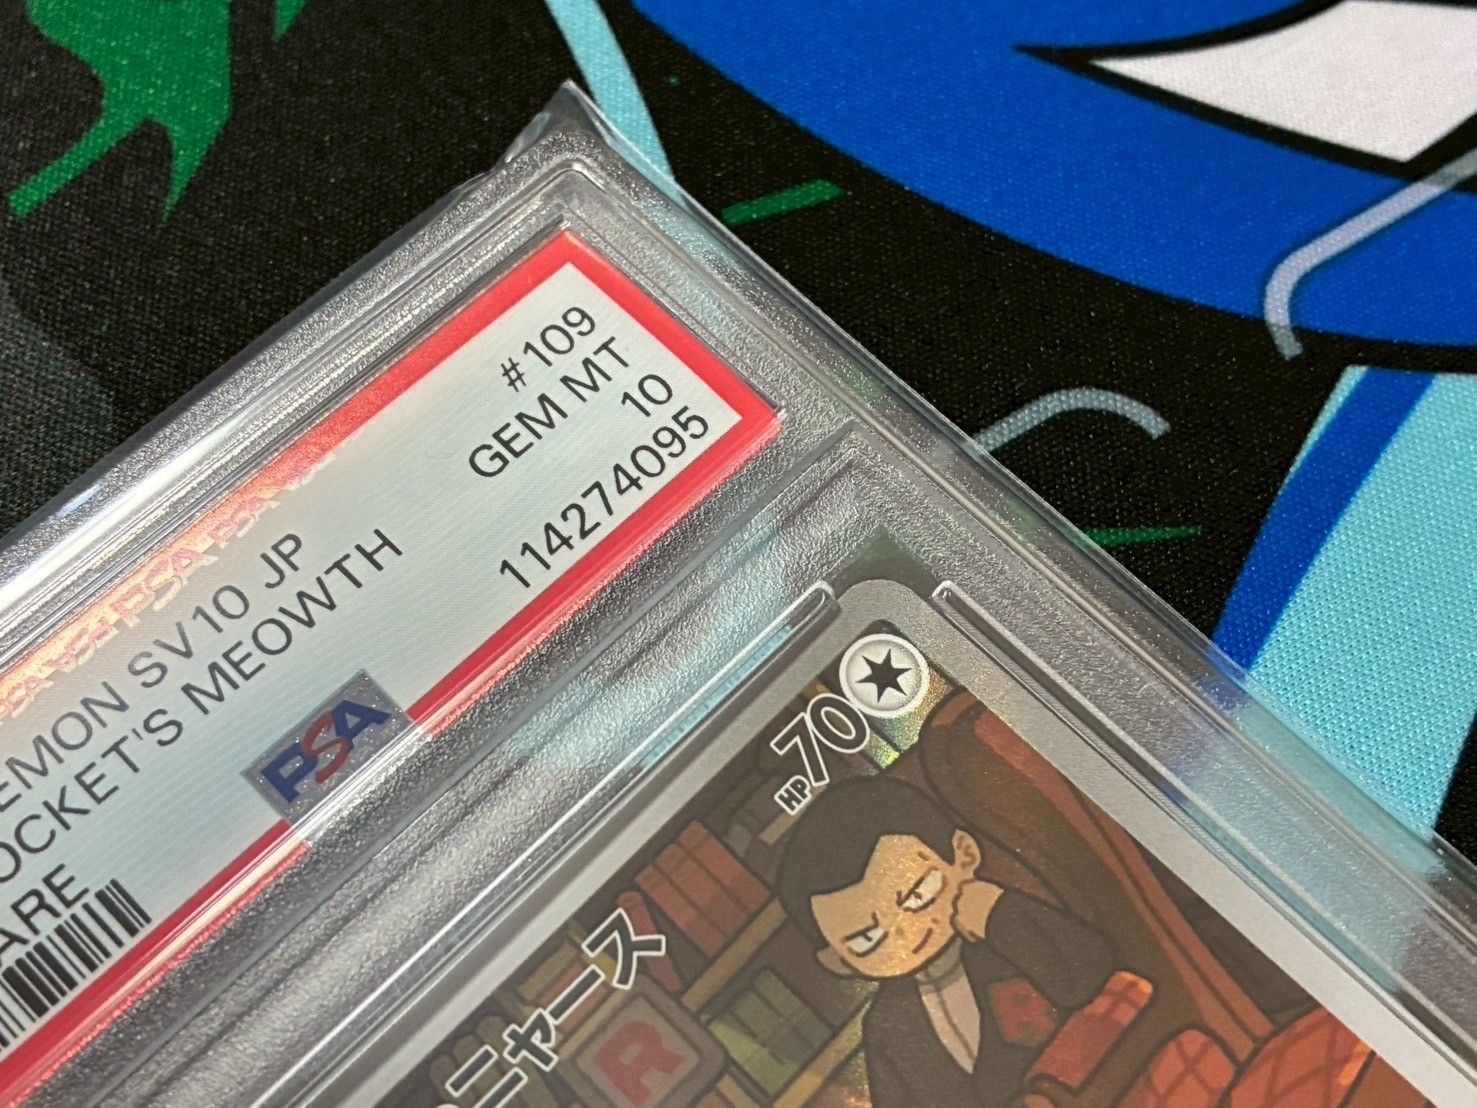 #109
GEM MT
10
114274095
EMON SV10 JP
OCKET'S MEOWTH
ARE
PSA
HP70
ニャース
R